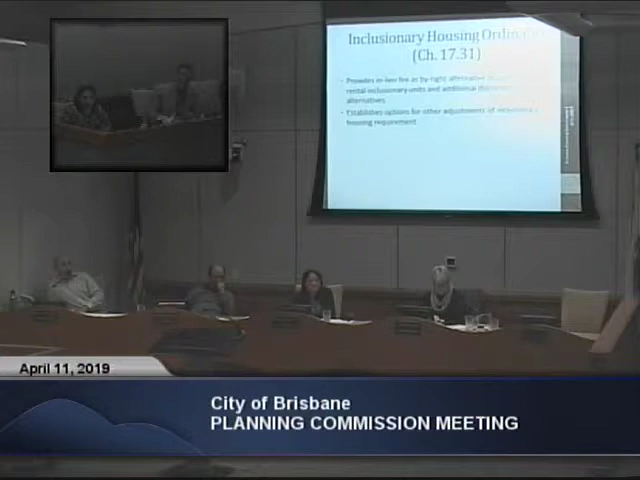 Inclusionary Housing
(Ch. 17.31)
Provides in-lieu fee as by right alternative
rental inclusionary units and additional
alternatives.
Establishes options for other adjustments of
housing requirement
April 11, 2019
City of Brisbane
PLANNING COMMISSION MEETING